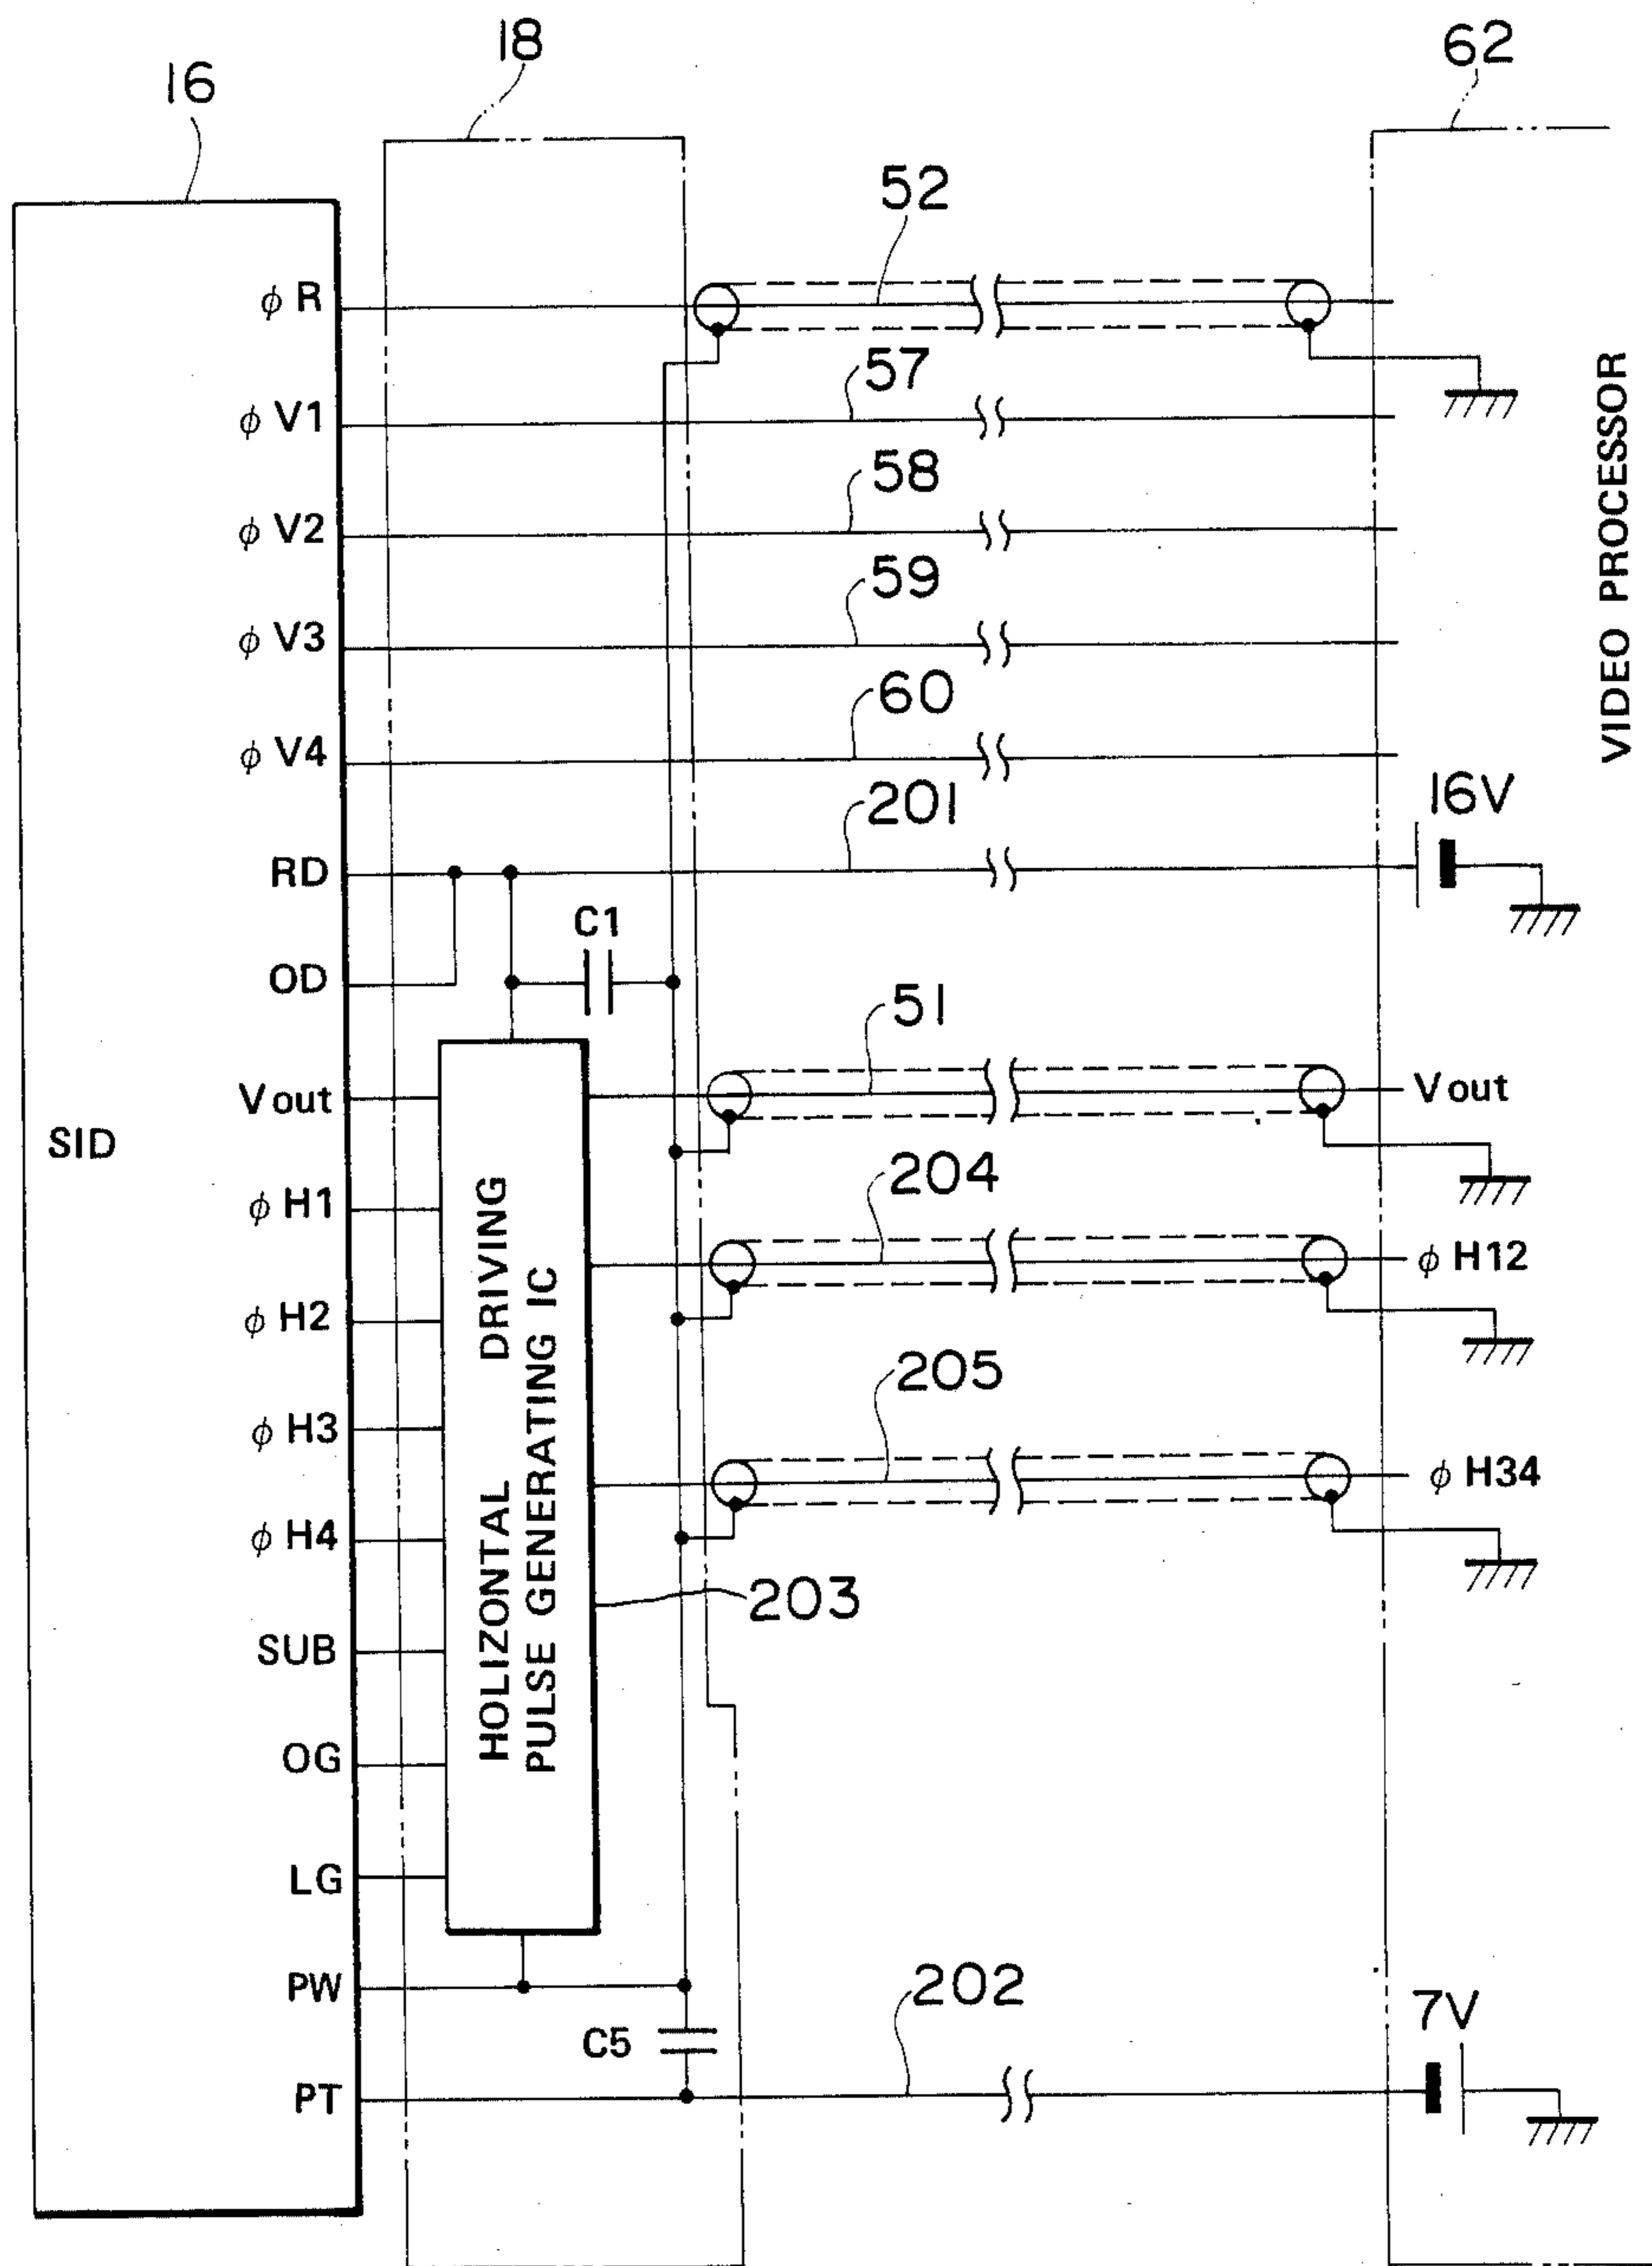 18
62
16
52
φ R
57
φ V1
58
φ V2
59
φ V3
60
φ V4
VIDEO PROCESSOR
201
16V
RD
C1
OD
51
Vout
Vout
SID
204
φ H1
φ H12
φ H2
205
φ H3
φ H34
φ H4
HOLIZONTAL DRIVING
PULSE GENERATING IC
203
SUB
OG
LG
PW
202
7V
C5
PT